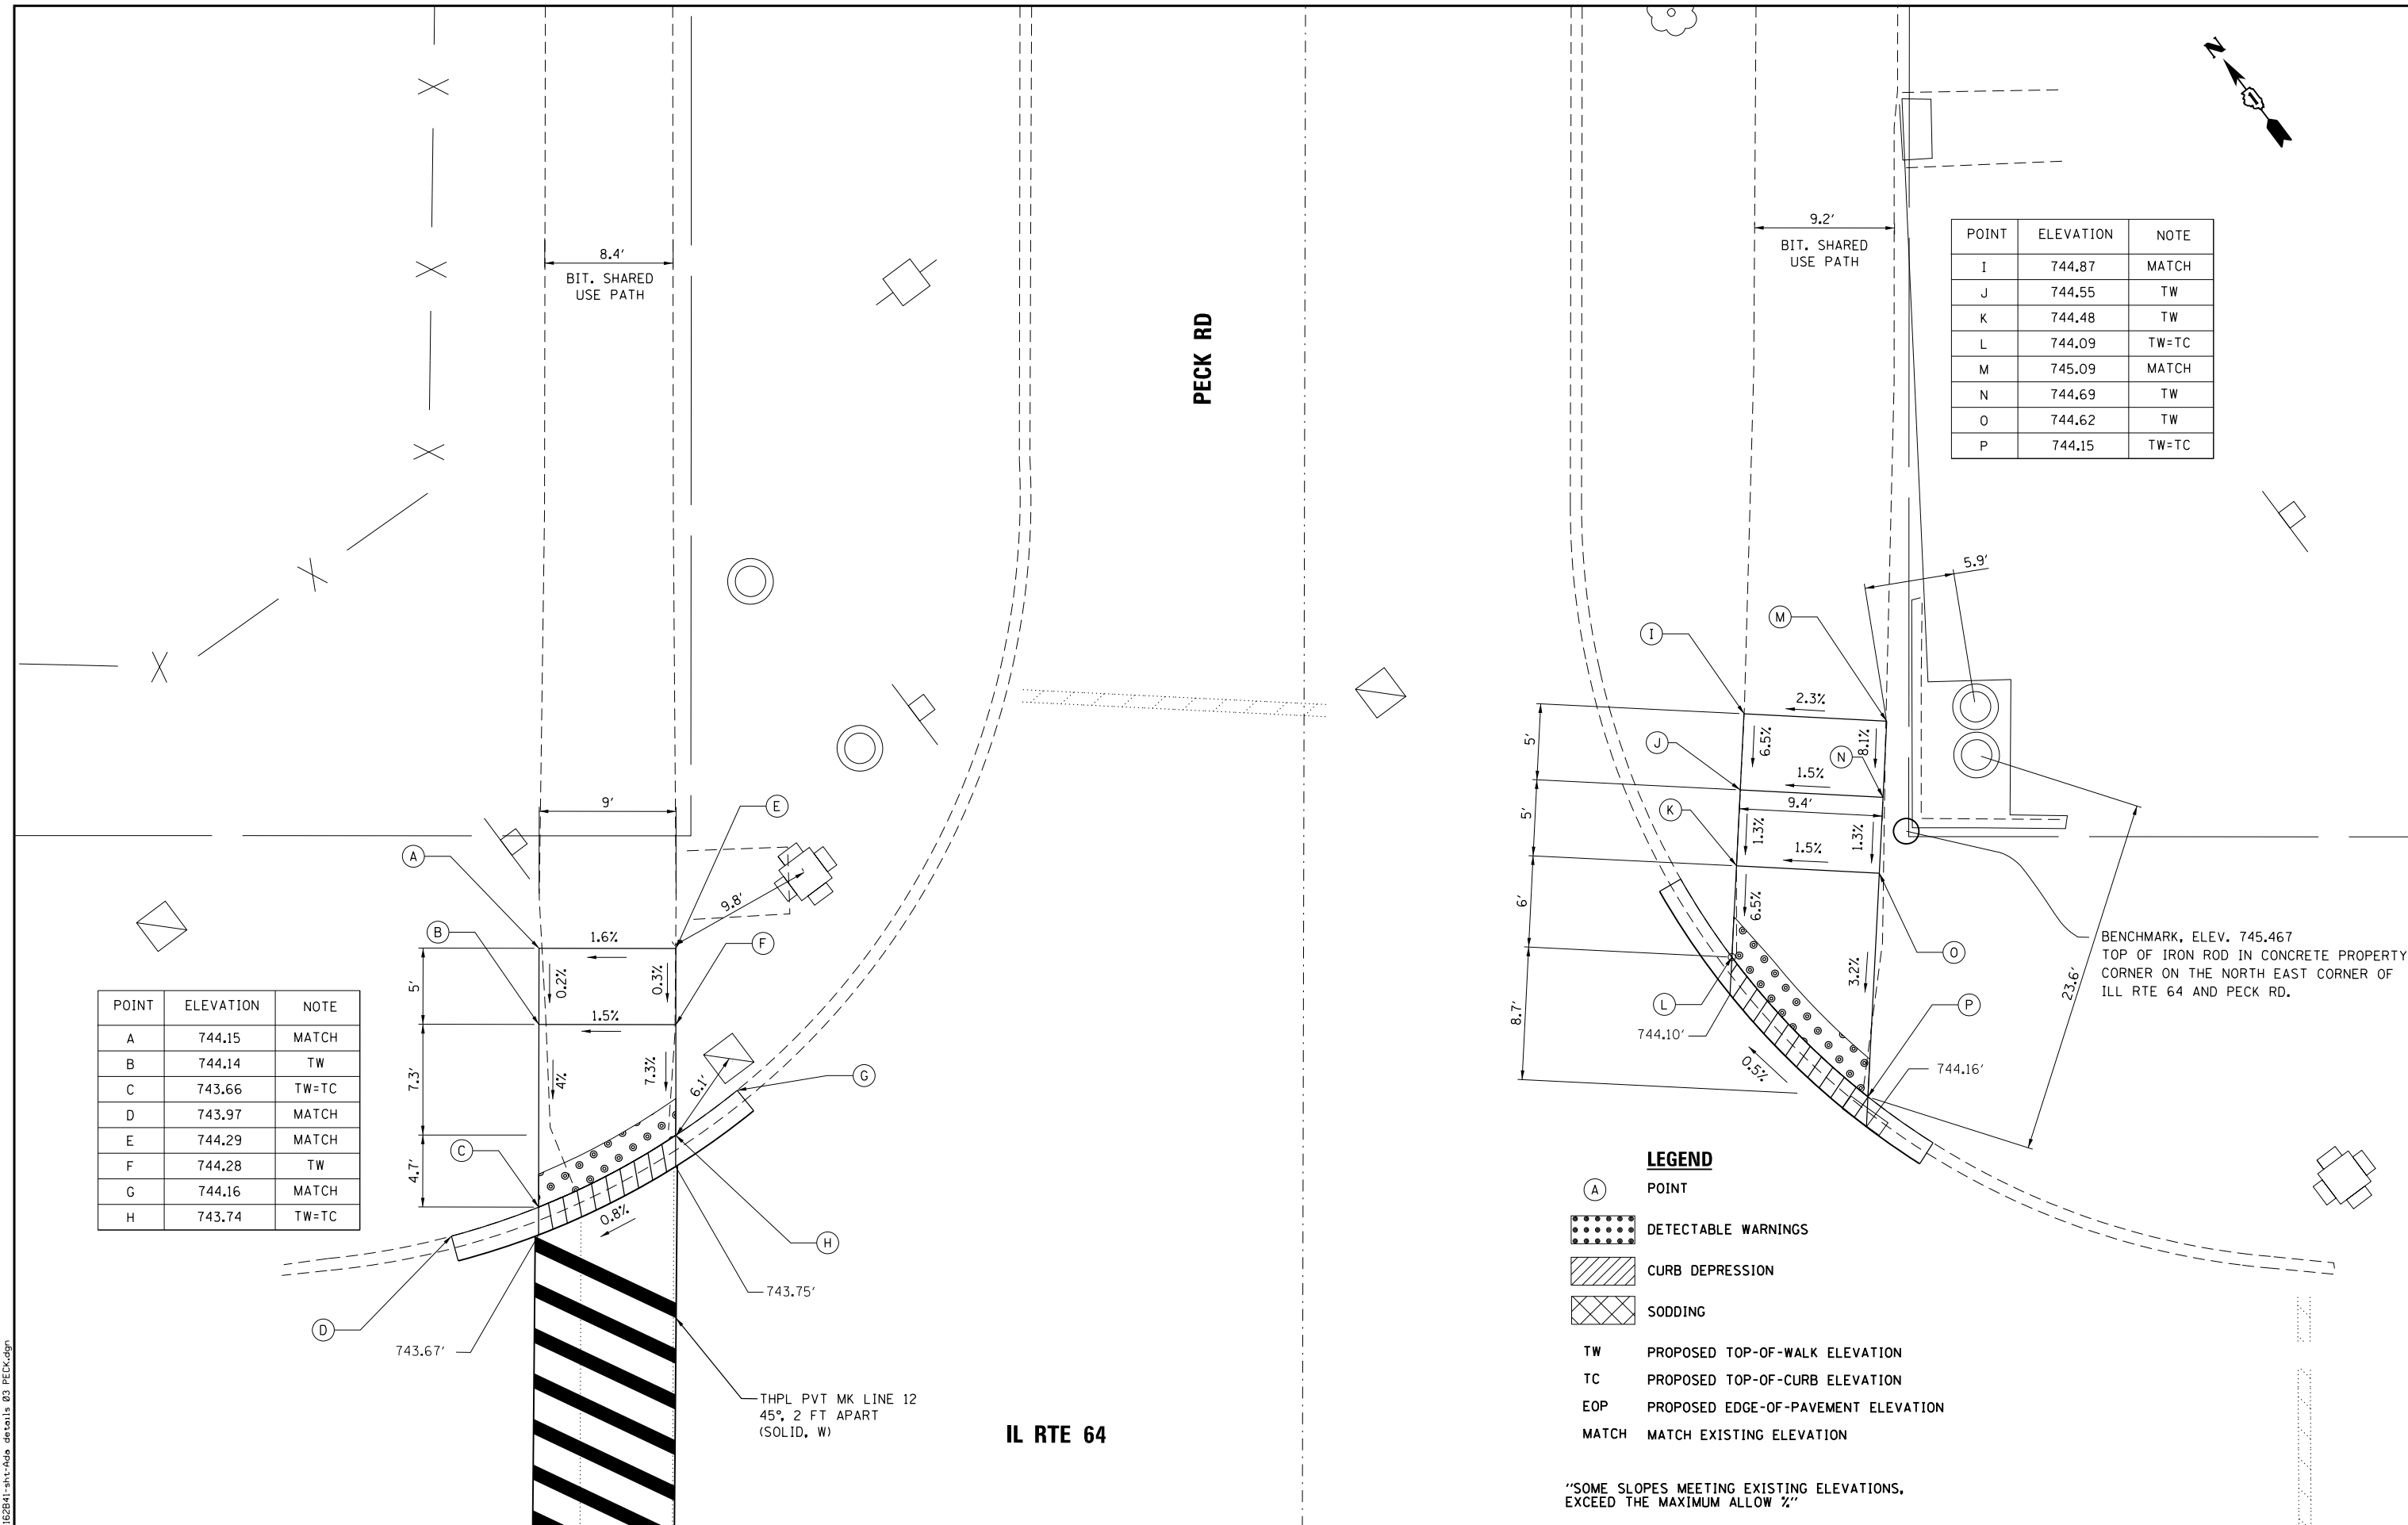 N
8.4'
BIT. SHARED
USE PATH
PECK RD
9.2'
BIT. SHARED
USE PATH
POINT ELEVATION NOTE
I 744.87 MATCH
J 744.55 TW
K 744.48 TW
L 744.09 TW=TC
M 745.09 MATCH
N 744.69 TW
O 744.62 TW
P 744.15 TW=TC
5.9'
I
M
2.3%
5'
6.5%
8.1%
J
N
1.5%
9.4'
5'
K
1.3%
1.3%
1.5%
6'
6.5%
O
3.2%
L
P
744.10'
744.16'
8.7'
0.5%
23.6'
BENCHMARK, ELEV. 745.467
TOP OF IRON ROD IN CONCRETE PROPERTY
CORNER ON THE NORTH EAST CORNER OF
ILL RTE 64 AND PECK RD.
9'
E
A
9.8'
B
F
1.6%
5'
0.2%
0.3%
1.5%
7.3'
4%
7.3%
6.1'
G
C
4.7'
0.8%
H
743.75'
D
743.67'
POINT ELEVATION NOTE
A 744.15 MATCH
B 744.14 TW
C 743.66 TW=TC
D 743.97 MATCH
E 744.29 MATCH
F 744.28 TW
G 744.16 MATCH
H 743.74 TW=TC
THPL PVT MK LINE 12
45°, 2 FT APART
(SOLID, W)
IL RTE 64
LEGEND
A POINT
DETECTABLE WARNINGS
CURB DEPRESSION
SODDING
TW PROPOSED TOP-OF-WALK ELEVATION
TC PROPOSED TOP-OF-CURB ELEVATION
EOP PROPOSED EDGE-OF-PAVEMENT ELEVATION
MATCH MATCH EXISTING ELEVATION
"SOME SLOPES MEETING EXISTING ELEVATIONS,
EXCEED THE MAXIMUM ALLOW %"
162B41-sht-Ada details 03 PECK.dgn